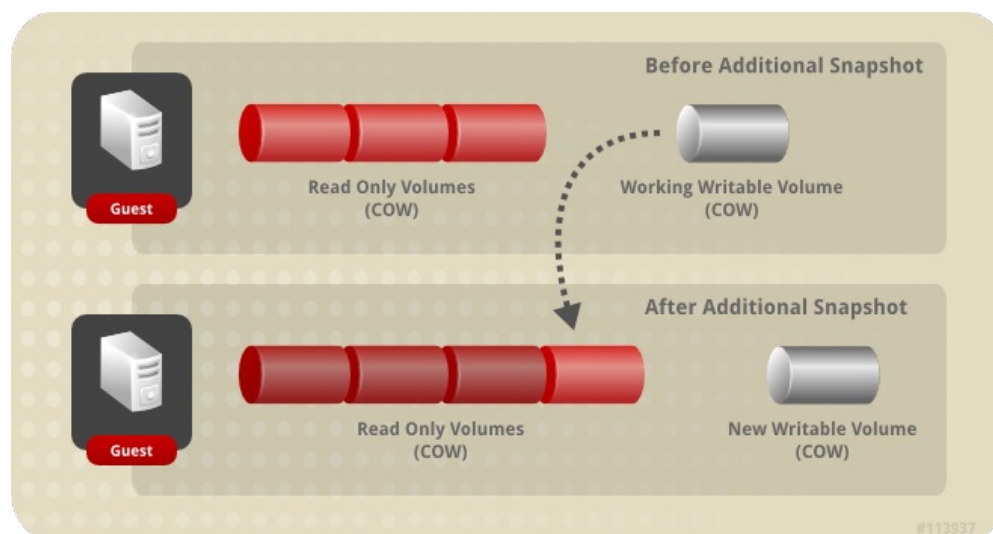 Before Additional Snapshot
Read Only Volumes
(COW)
Working Writable Volume
(COW)
Guest
After Additional Snapshot
Read Only Volumes
(COW)
New Writable Volume
(COW)
Guest
#113937